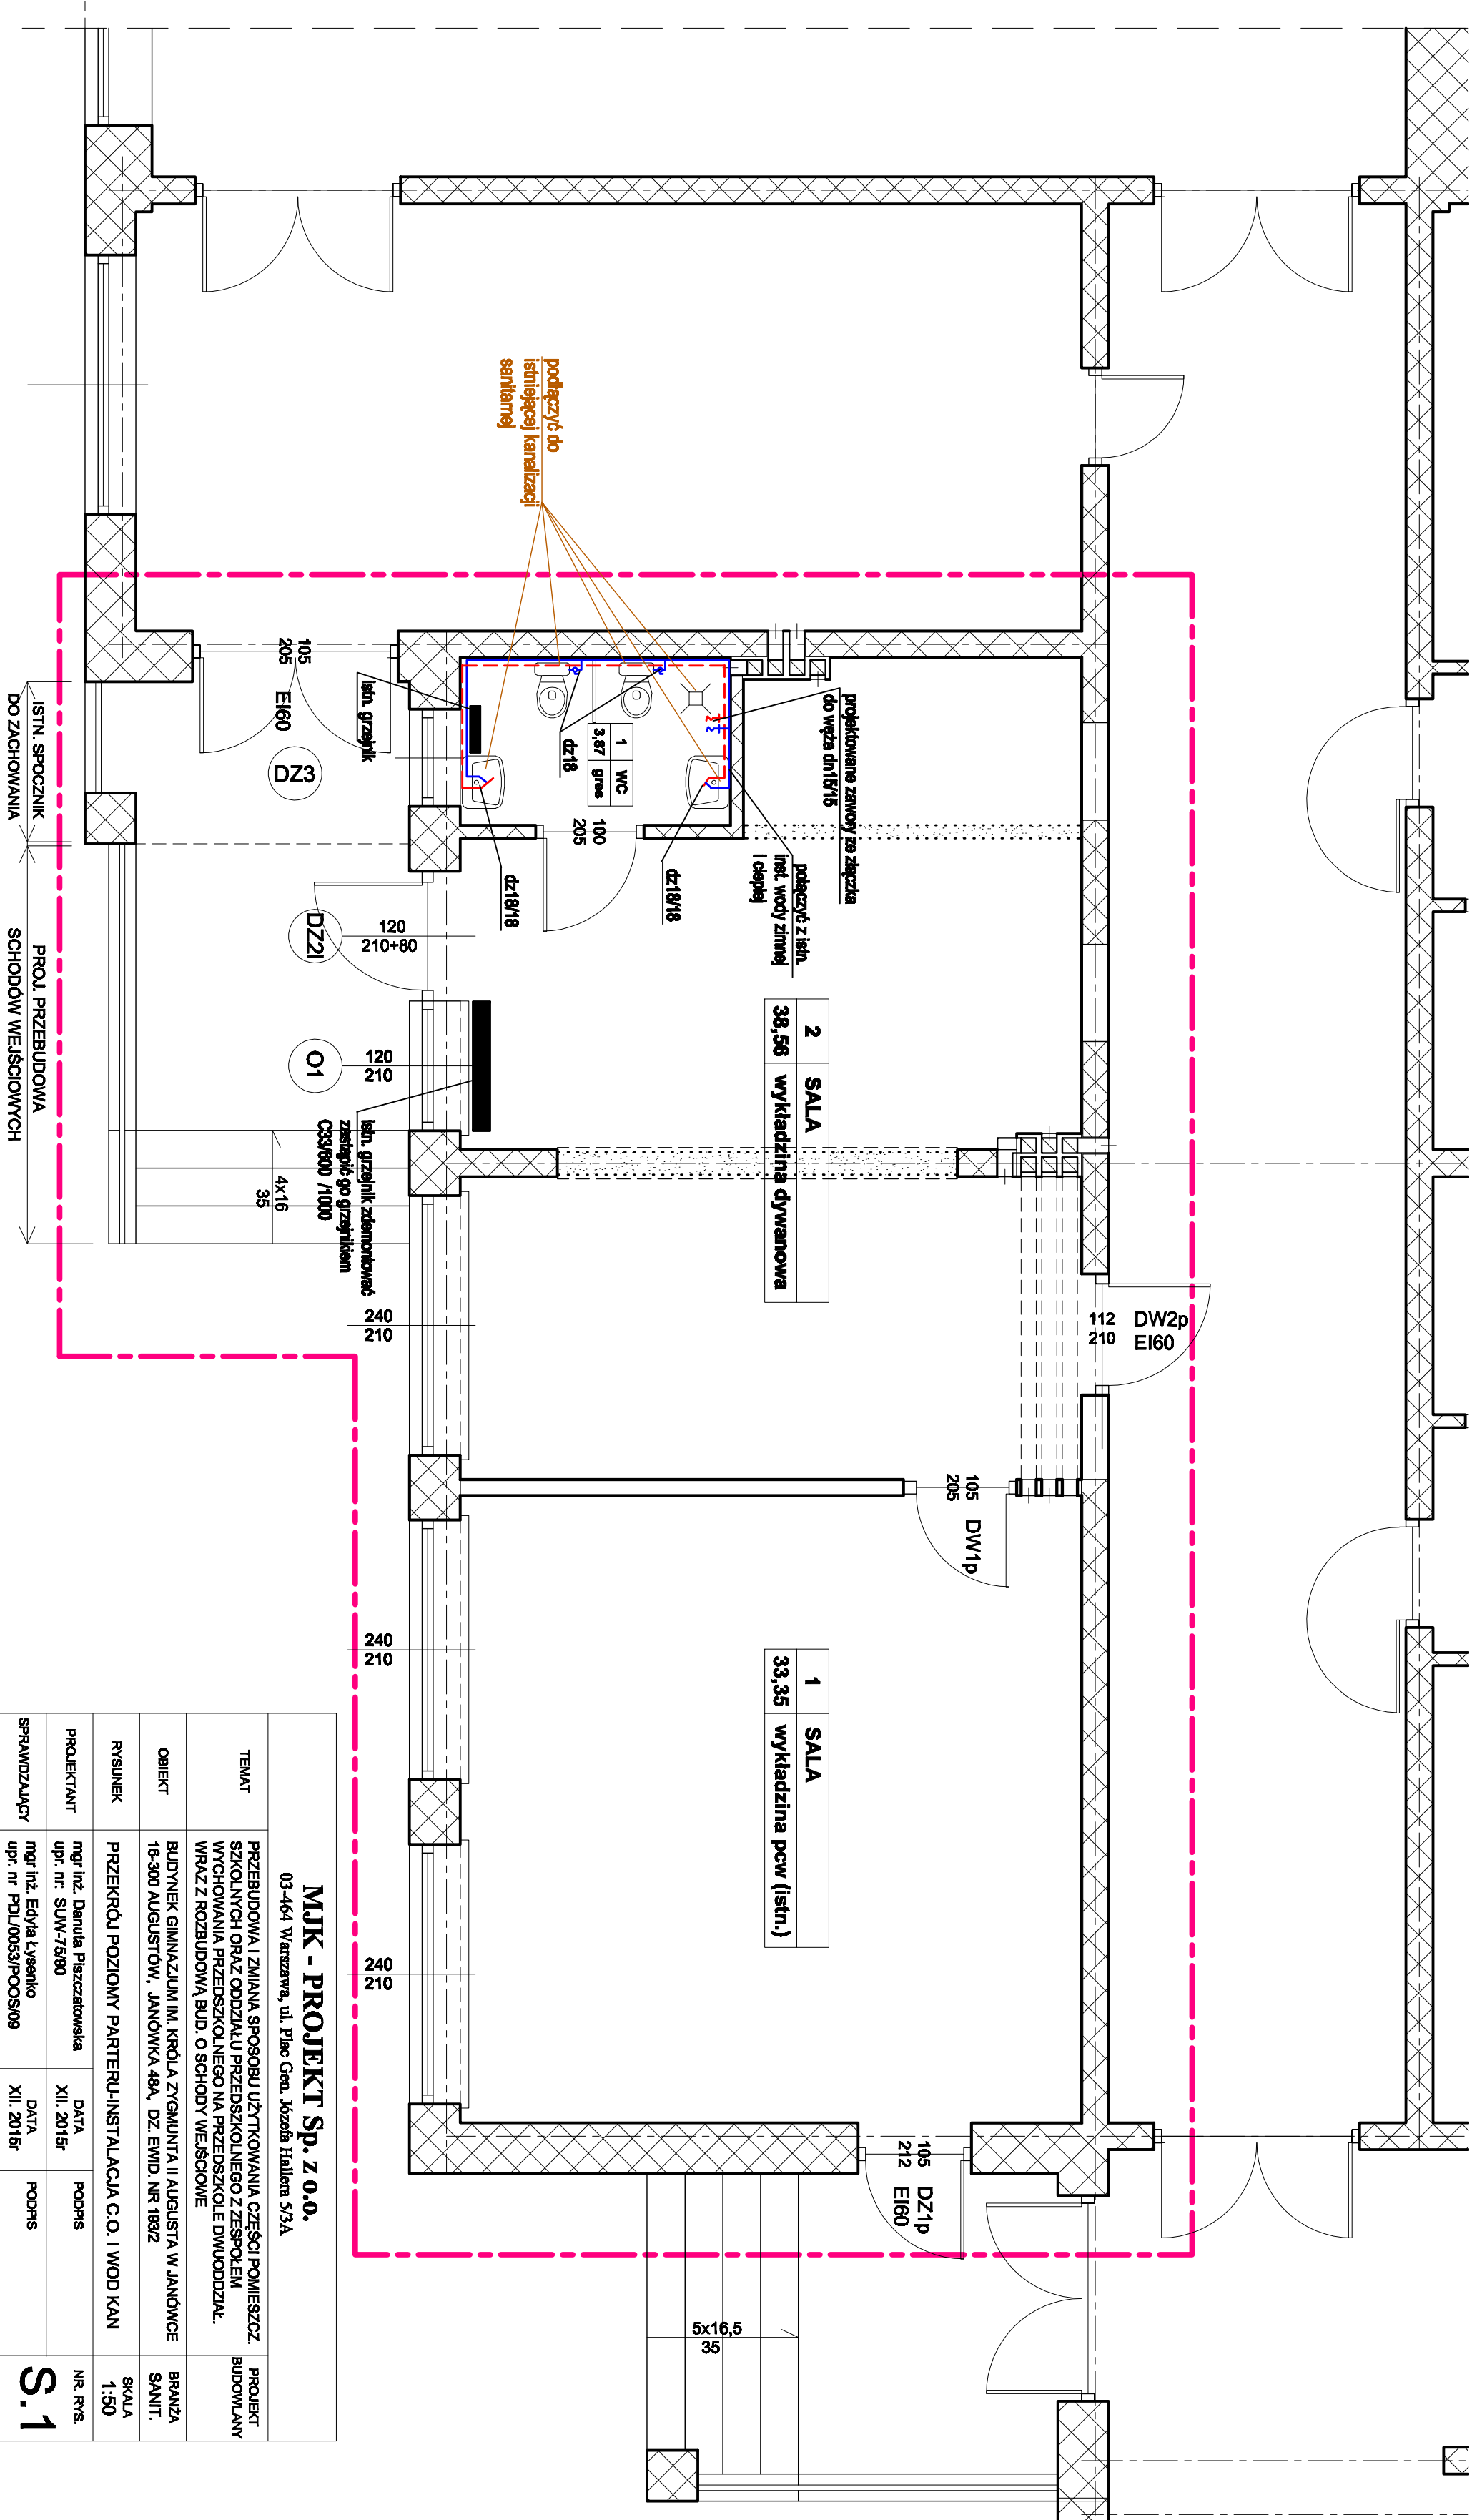 podłączyć do
istniejącej kanalizacji
sanitarnej
projektowane zawory ze złączka
do węża dn15/15
połączyć z istn.
inst. wody zimnej
i ciepłej
1 WC
3,87 gres
dz18
dz18/18
dz18/18
100
205
istn. grzejnik
105
205
EI60
DZ3
ISTN. SPOCZNIK
DO ZACHOWANIA
PROJ. PRZEBUDOWA
SCHODÓW WEJŚCIOWYCH
DZ2l
120
210+80
O1
120
210
istn. grzejnik zdemontować
zastąpić go grzejnikiem
C33/600 /1000
4x16
35
2 SALA
38,56 wykładzina dywanowa
112
210
DW2p
EI60
240
210
105
205
DW1p
240
210
1 SALA
33,35 wykładzina pcw (istn.)
240
210
105
212
DZ1p
EI60
5x16,5
35
MJK - PROJEKT Sp. z o.o.
03-464 Warszawa, ul. Plac Gen. Józefa Hallera 5/3A
TEMAT
PRZEBUDOWA I ZMIANA SPOSOBU UŻYTKOWANIA CZĘŚCI POMIESZCZ.
SZKOLNYCH ORAZ ODDZIAŁU PRZEDSZKOLNEGO Z ZESPOŁEM
WYCHOWANIA PRZEDSZKOLNEGO NA PRZEDSZKOLE DWUODDZIAŁ.
WRAZ Z ROZBUDOWĄ BUD. O SCHODY WEJŚCIOWE
PROJEKT
BUDOWLANY
OBIEKT
BUDYNEK GIMNAZJUM IM. KRÓLA ZYGMUNTA II AUGUSTA W JANÓWCE
16-300 AUGUSTÓW, JANÓWKA 48A, DZ. EWID. NR 193/2
BRANŻA
SANIT.
RYSUNEK
PRZEKRÓJ POZIOMY PARTERU-INSTALACJA C.O. I WOD KAN
SKALA
1:50
PROJEKTANT
mgr inż. Danuta Piszczatowska
upr. nr: SUW-75/90
DATA
XII. 2015r
PODPIS
NR. RYS.
S.1
SPRAWDZAJĄCY
mgr inż. Edyta Łysenko
upr. nr PDL/0053/POOS/09
DATA
XII. 2015r
PODPIS